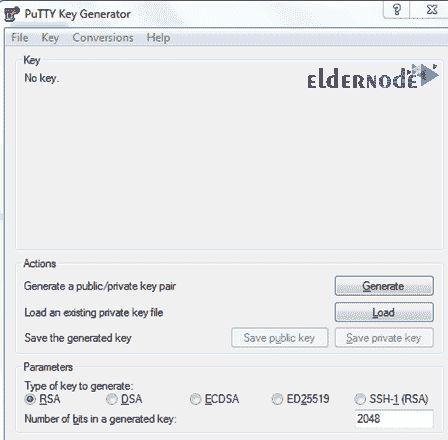 PuTTY Key Generator
File Key Conversions Help
Key
No key.
ELDERNODE
Actions
Generate a public/private key pair Generate
Load an existing private key file Load
Save the generated key Save public key Save private key
Parameters
Type of key to generate:
RSA DSA ECDSA ED25519 SSH-1 (RSA)
Number of bits in a generated key: 2048